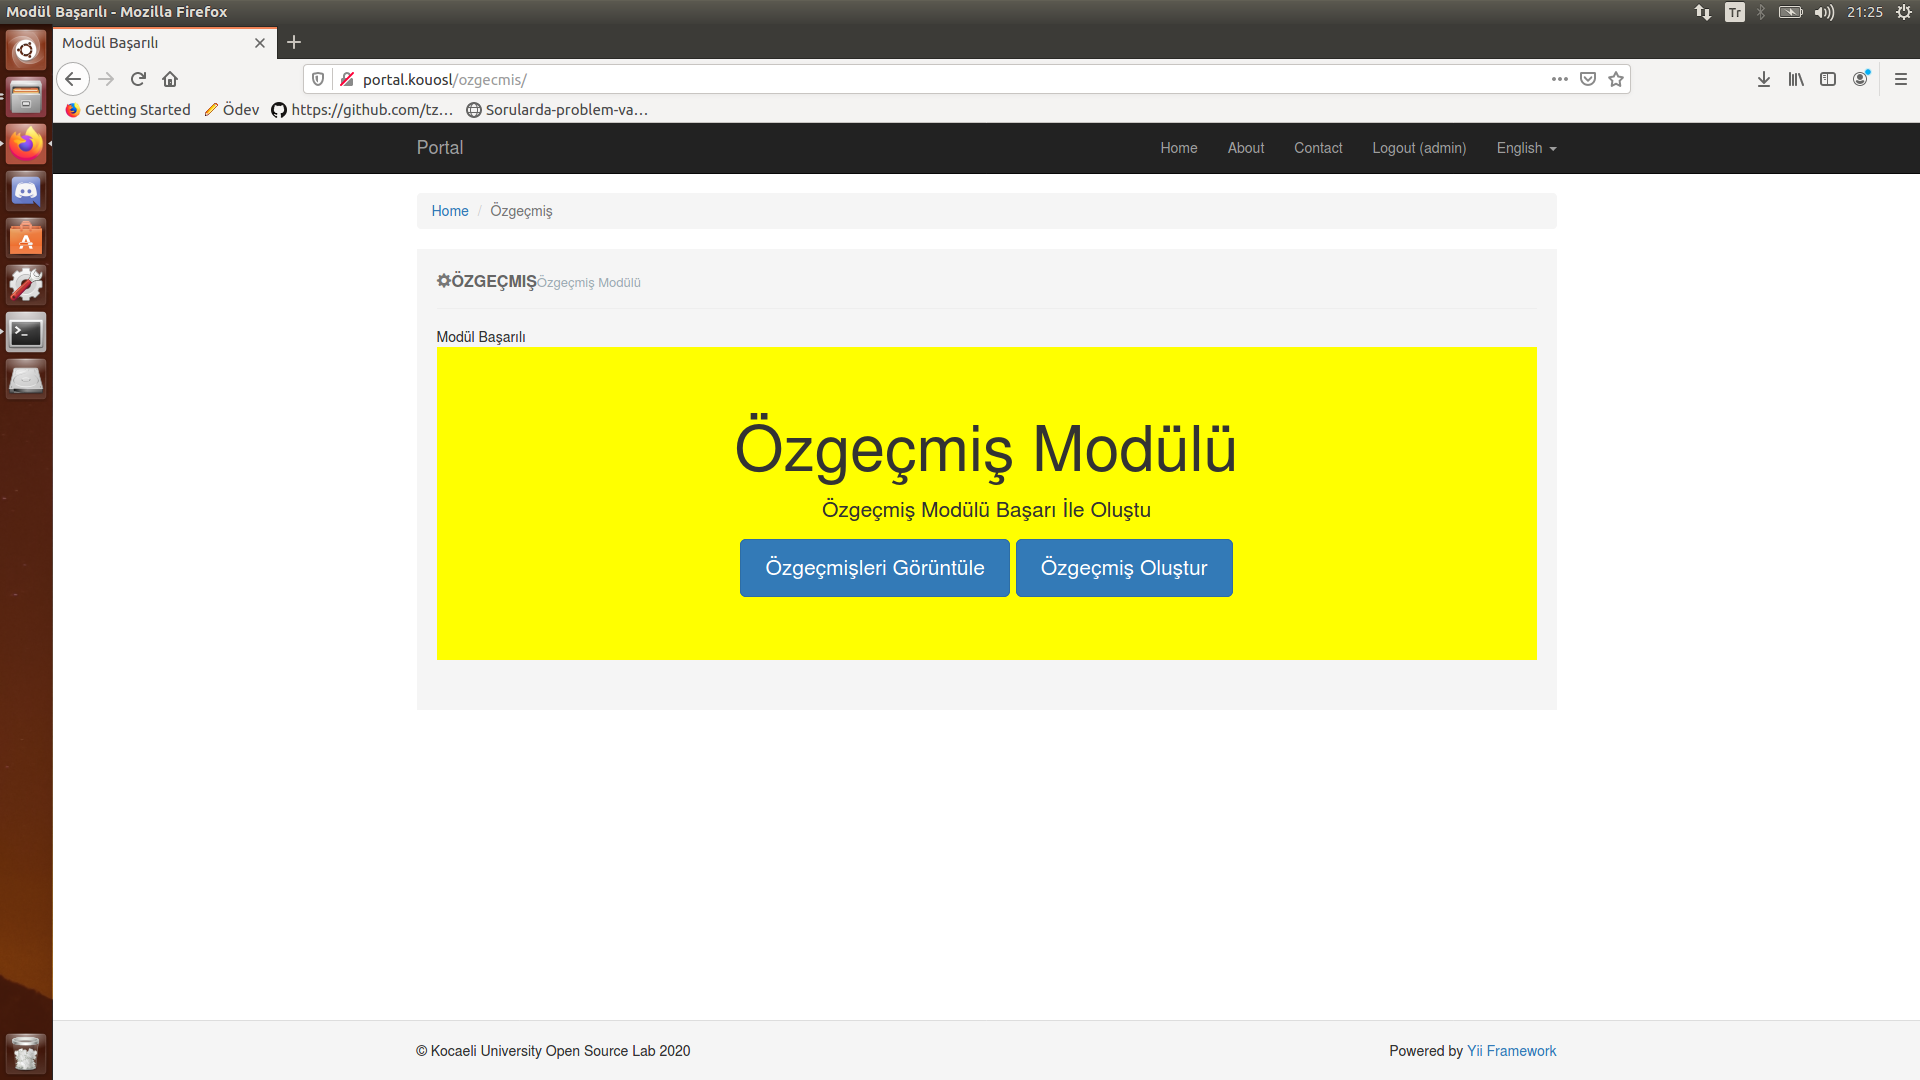 Modül Başarılı - Mozilla Firefox
Tr
21:25
Modül Başarılı
portal.kouosl/ozgecmis/
Getting Started
Ödev
https://github.com/tz...
Sorularda-problem-va...
Portal
Home
About
Contact
Logout (admin)
English
Home / Özgeçmiş
ÖZGEÇMIŞÖzgeçmiş Modülü
Modül Başarılı
Özgeçmiş Modülü
Özgeçmiş Modülü Başarı İle Oluştu
Özgeçmişleri Görüntüle
Özgeçmiş Oluştur
© Kocaeli University Open Source Lab 2020
Powered by Yii Framework